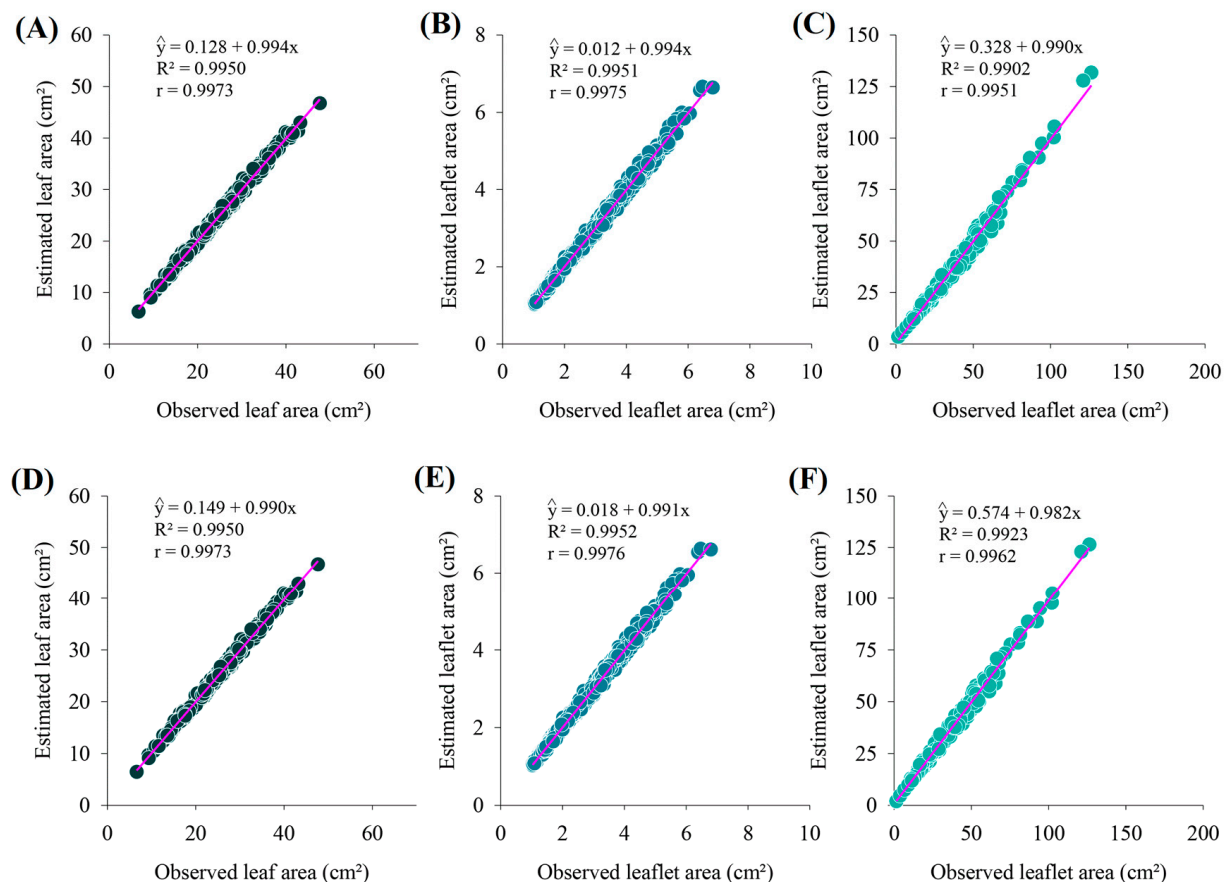 (A)
ŷ = 0.128 + 0.994x
R² = 0.9950
r = 0.9973
Estimated leaf area (cm²)
60
50
40
30
20
10
0
0 20 40 60
Observed leaf area (cm²)
(B)
ŷ = 0.012 + 0.994x
R² = 0.9951
r = 0.9975
Estimated leaflet area (cm²)
8
6
4
2
0
0 2 4 6 8 10
Observed leaflet area (cm²)
(C)
ŷ = 0.328 + 0.990x
R² = 0.9902
r = 0.9951
Estimated leaflet area (cm²)
150
125
100
75
50
25
0
0 50 100 150 200
Observed leaflet area (cm²)
(D)
ŷ = 0.149 + 0.990x
R² = 0.9950
r = 0.9973
Estimated leaf area (cm²)
60
50
40
30
20
10
0
0 20 40 60
Observed leaf area (cm²)
(E)
ŷ = 0.018 + 0.991x
R² = 0.9952
r = 0.9976
Estimated leaflet area (cm²)
8
6
4
2
0
0 2 4 6 8 10
Observed leaflet area (cm²)
(F)
ŷ = 0.574 + 0.982x
R² = 0.9923
r = 0.9962
Estimated leaflet area (cm²)
150
125
100
75
50
25
0
0 50 100 150 200
Observed leaflet area (cm²)